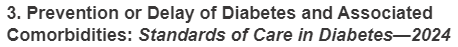 3. Prevention or Delay of Diabetes and Associated
Comorbidities: Standards of Care in Diabetes—2024